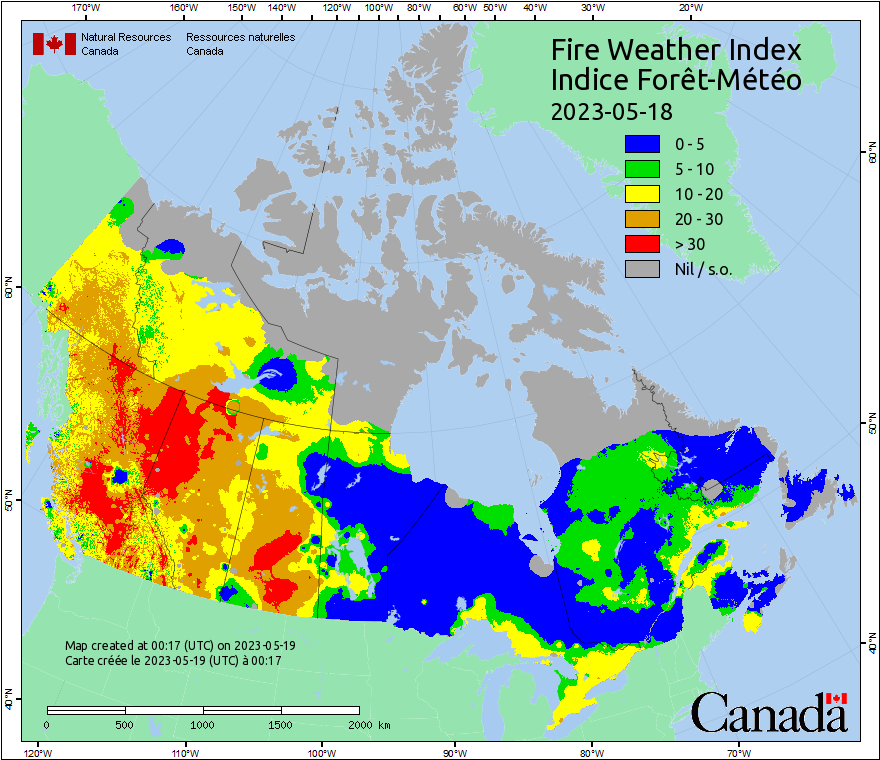 170°W 160°W 150°W 140°W 130°W 120°W 110°W 100°W 90°W 80°W 70°W 60°W 50°W 40°W 30°W 20°W
Natural Resources Ressources naturelles
Canada Canada
Fire Weather Index
Indice Forêt-Météo
2023-05-18
0 - 5
5 - 10
10 - 20
20 - 30
> 30
Nil / s.o.
60°N
60°N
50°N
50°N
40°N
40°N
Map created at 00:17 (UTC) on 2023-05-19
Carte créée le 2023-05-19 (UTC) à 00:17
0 500 1000 1500 2000 km
Canada
120°W 110°W 100°W 90°W 80°W 70°W